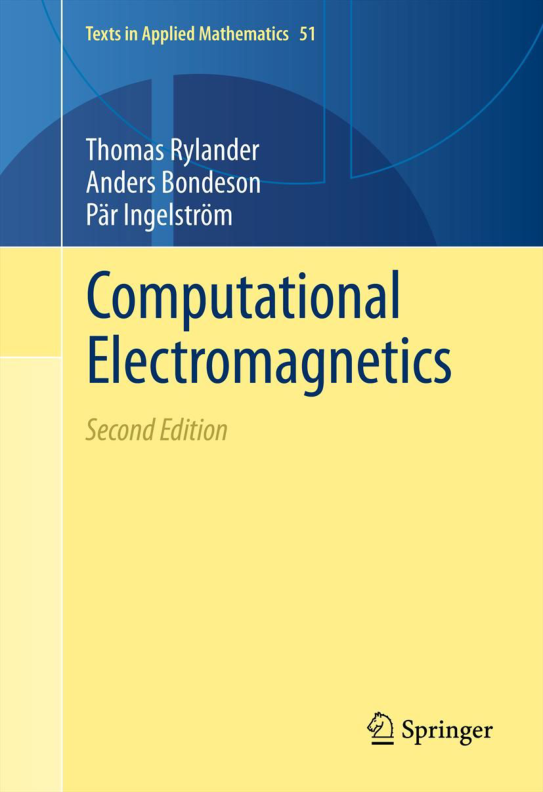 Texts in Applied Mathematics 51
Thomas Rylander
Anders Bondeson
Pär Ingelström
Computational
Electromagnetics
Second Edition
Springer